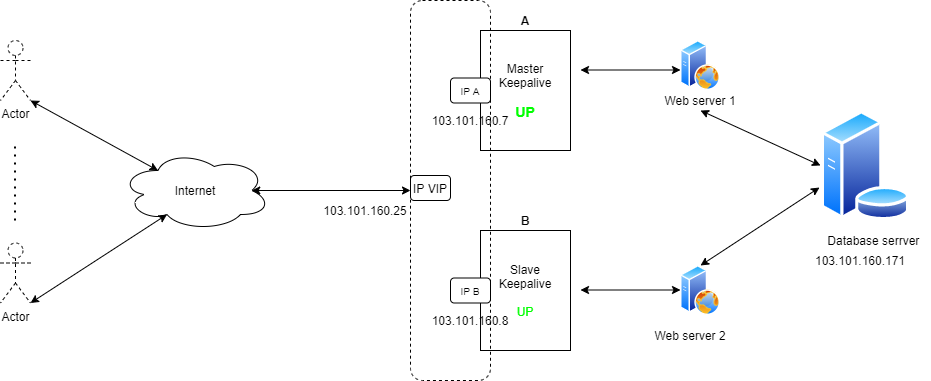 A
Master
Keepalive
UP
IP A
103.101.160.7
Web server 1
Actor
Internet
IP VIP
103.101.160.25
B
Slave
Keepalive
UP
IP B
103.101.160.8
Web server 2
Actor
Database serrver
103.101.160.171